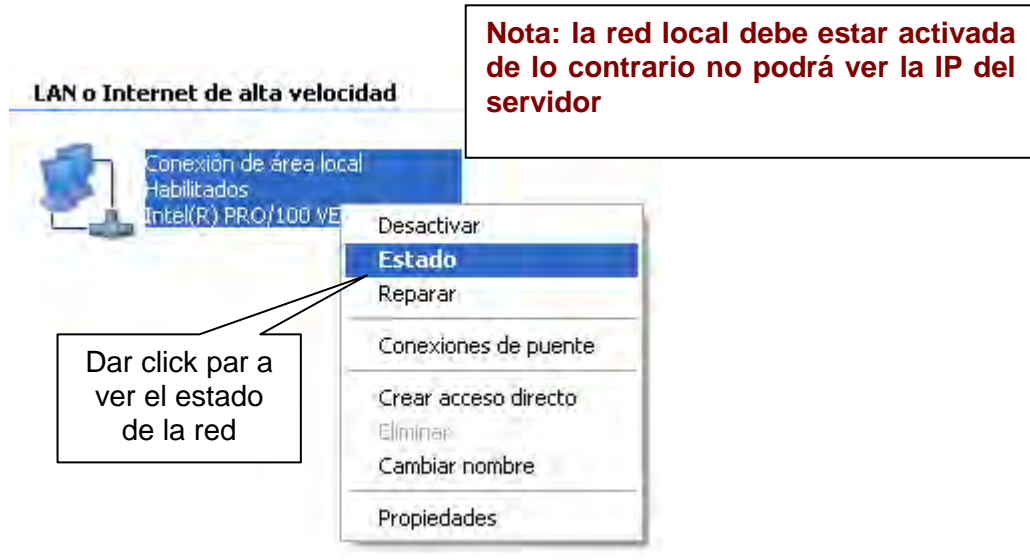 Nota: la red local debe estar activada
de lo contrario no podrá ver la IP del
servidor
LAN o Internet de alta velocidad
Conexión de área local
Habilitados
Intel(R) PRO/100 VE
Desactivar
Estado
Reparar
Conexiones de puente
Crear acceso directo
Eliminar
Cambiar nombre
Propiedades
Dar click par a
ver el estado
de la red